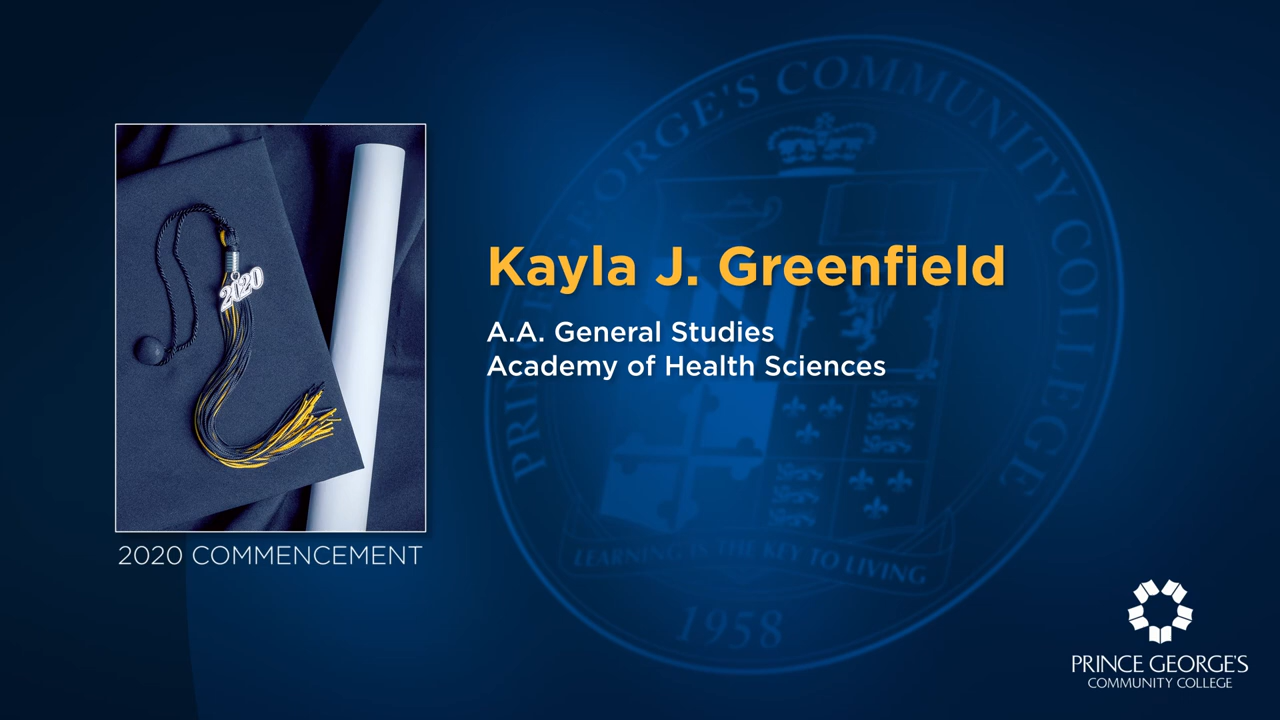 PRINCE GEORGE'S COMMUNITY COLLEGE
2020
Kayla J. Greenfield
A.A. General Studies
Academy of Health Sciences
2020 COMMENCEMENT
LEARNING IS THE KEY TO LIVING
1958
PRINCE GEORGE'S
COMMUNITY COLLEGE